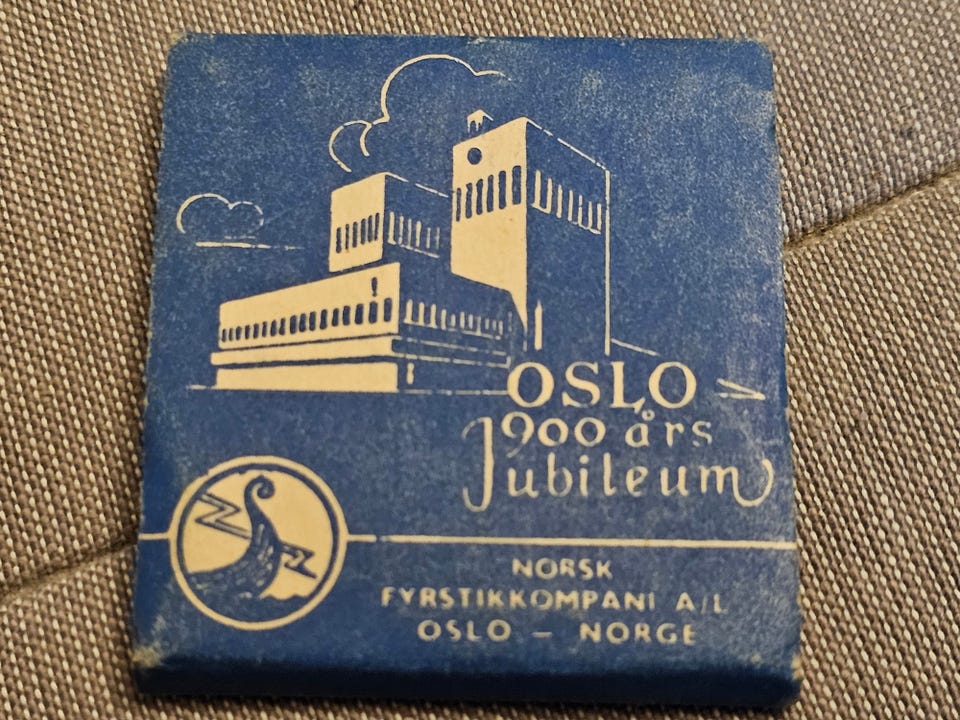 OSLO
900 års
Jubileum
NORSK
FYRSTIKKOMPANI A/L
OSLO – NORGE